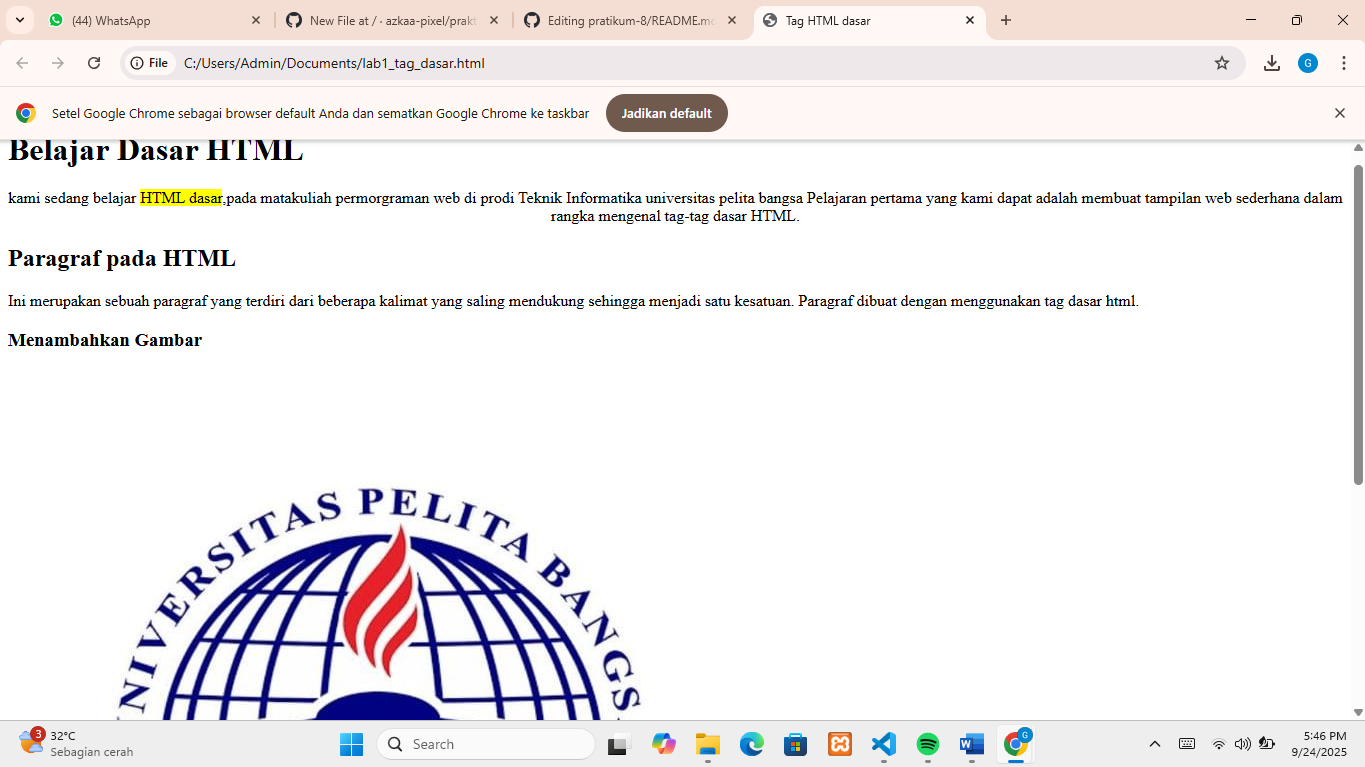 (44) WhatsApp
New File at / · azkaa-pixel/prakt
Editing pratikum-8/README.m
Tag HTML dasar
File
C:/Users/Admin/Documents/lab1_tag_dasar.html
G
Setel Google Chrome sebagai browser default Anda dan sematkan Google Chrome ke taskbar
Jadikan default
Belajar Dasar HTML
kami sedang belajar HTML dasar,pada matakuliah permorgraman web di prodi Teknik Informatika universitas pelita bangsa Pelajaran pertama yang kami dapat adalah membuat tampilan web sederhana dalam
rangka mengenal tag-tag dasar HTML.
Paragraf pada HTML
Ini merupakan sebuah paragraf yang terdiri dari beberapa kalimat yang saling mendukung sehingga menjadi satu kesatuan. Paragraf dibuat dengan menggunakan tag dasar html.
Menambahkan Gambar
UNIVERSITAS PELITA BANGS
3
32°C
Sebagian cerah
Search
W
G
5:46 PM
9/24/2025